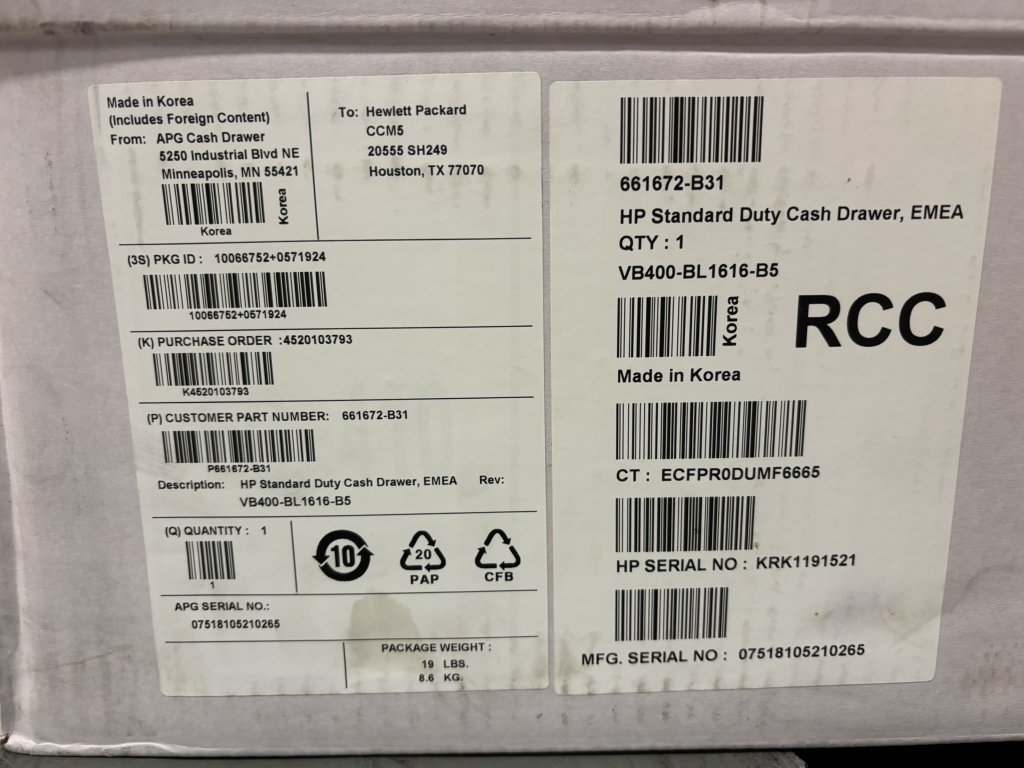 Made in Korea
(Includes Foreign Content)
From: APG Cash Drawer
5250 Industrial Blvd NE
Minneapolis, MN 55421
Korea
Korea
To: Hewlett Packard
CCM5
20555 SH249
Houston, TX 77070
(3S) PKG ID : 10066752+0571924
10066752+0571924
(K) PURCHASE ORDER :4520103793
K4520103793
(P) CUSTOMER PART NUMBER: 661672-B31
P661672-B31
Description: HP Standard Duty Cash Drawer, EMEA Rev:
VB400-BL1616-B5
(Q) QUANTITY : 1
1
10
20
PAP
CFB
APG SERIAL NO.:
07518105210265
PACKAGE WEIGHT :
19 LBS.
8.6 KG.
661672-B31
HP Standard Duty Cash Drawer, EMEA
QTY : 1
VB400-BL1616-B5
Korea
RCC
Made in Korea
CT : ECFPR0DUMF6665
HP SERIAL NO : KRK1191521
MFG. SERIAL NO : 07518105210265